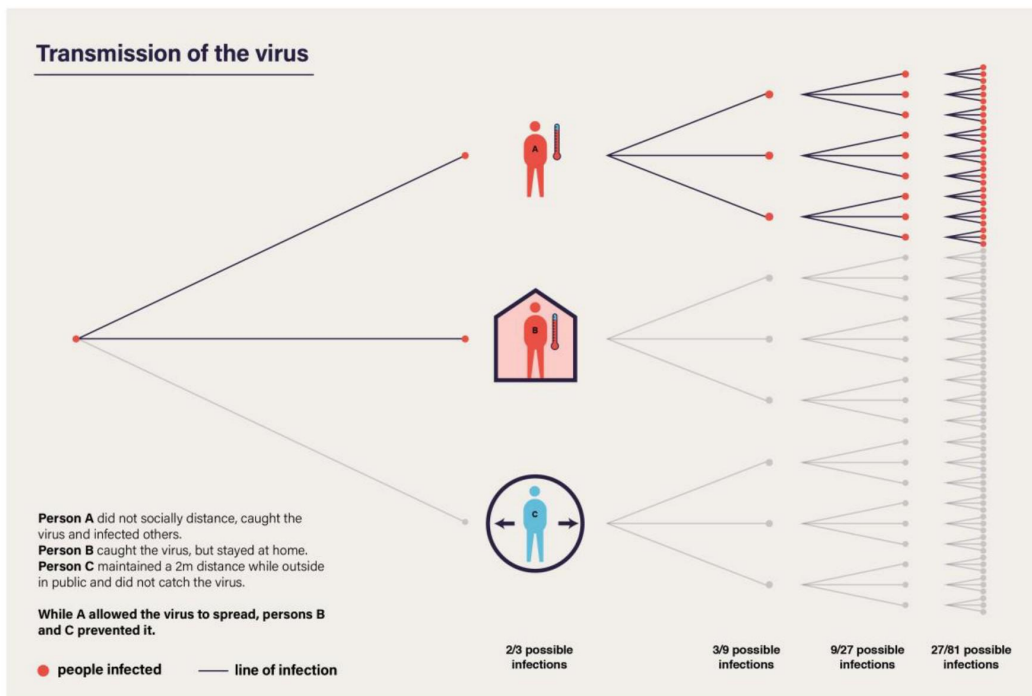 Transmission of the virus
A
B
C
Person A did not socially distance, caught the
virus and infected others.
Person B caught the virus, but stayed at home.
Person C maintained a 2m distance while outside
in public and did not catch the virus.
While A allowed the virus to spread, persons B
and C prevented it.
people infected
line of infection
2/3 possible
infections
3/9 possible
infections
9/27 possible
infections
27/81 possible
infections